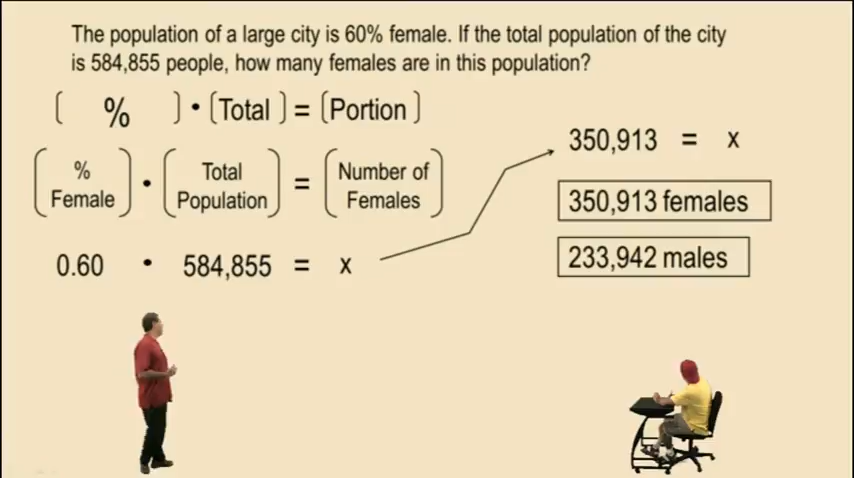 The population of a large city is 60% female. If the total population of the city
is 584,855 people, how many females are in this population?
( % ) • (Total) = (Portion)
(% Female) • (Total Population) = (Number of Females)
0.60 • 584,855 = x
350,913 = x
350,913 females
233,942 males